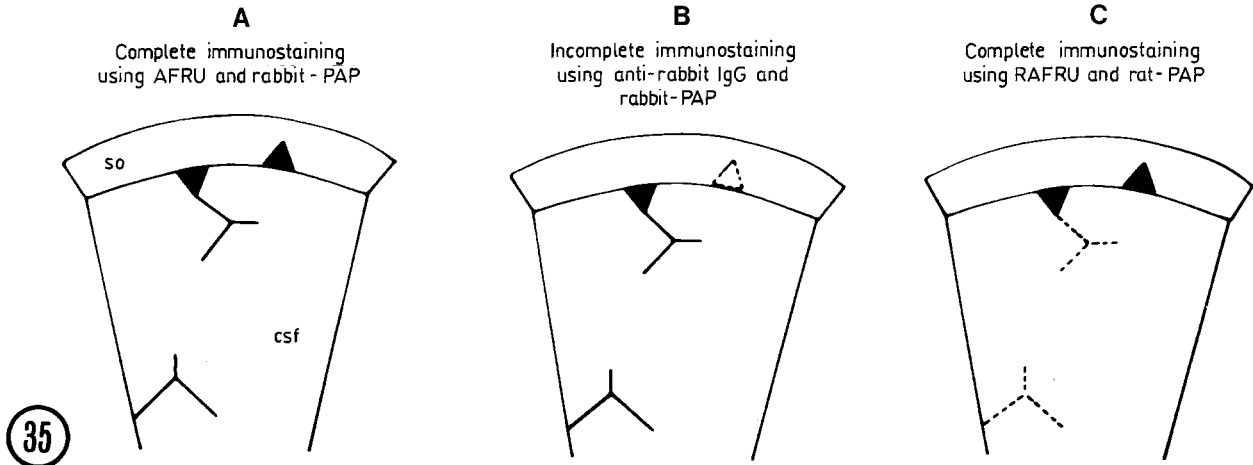 A
Complete immunostaining
using AFRU and rabbit-PAP
so
csf
B
Incomplete immunostaining
using anti-rabbit IgG and
rabbit-PAP
C
Complete immunostaining
using RAFRU and rat-PAP
35